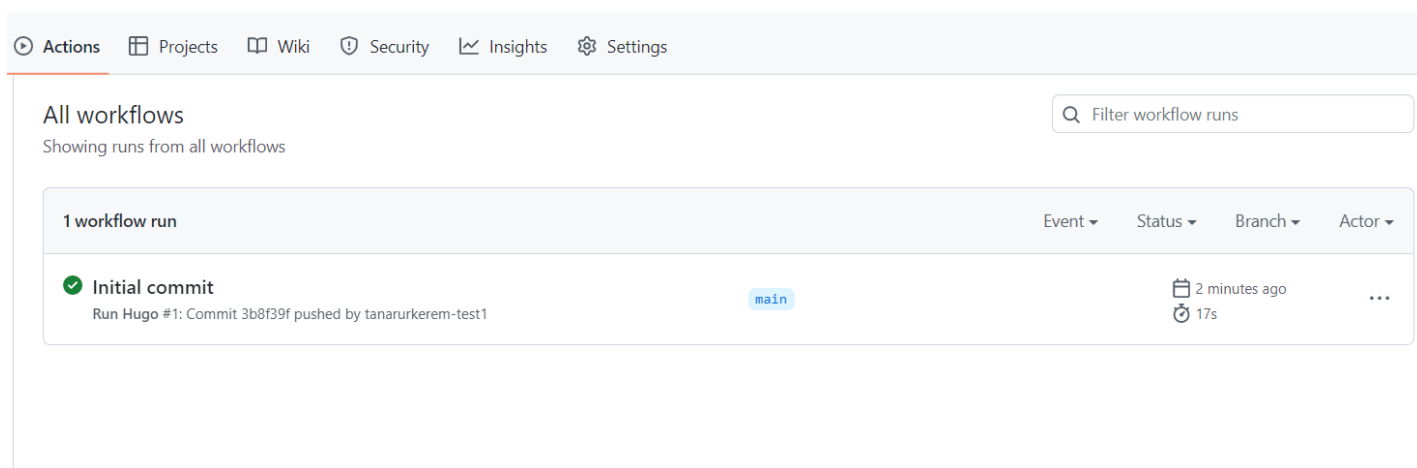 Actions Projects Wiki Security Insights Settings
All workflows
Filter workflow runs
Showing runs from all workflows
1 workflow run Event Status Branch Actor
Initial commit
main
2 minutes ago
Run Hugo #1: Commit 3b8f39f pushed by tanarurkerem-test1
17s